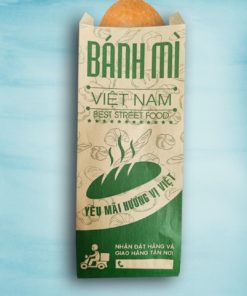 BÁNH MÌ
VIỆT NAM
BEST STREET FOOD
YÊU MÃI HƯƠNG VỊ VIỆT
NHẬN ĐẶT HÀNG VÀ
GIAO HÀNG TẬN NƠI